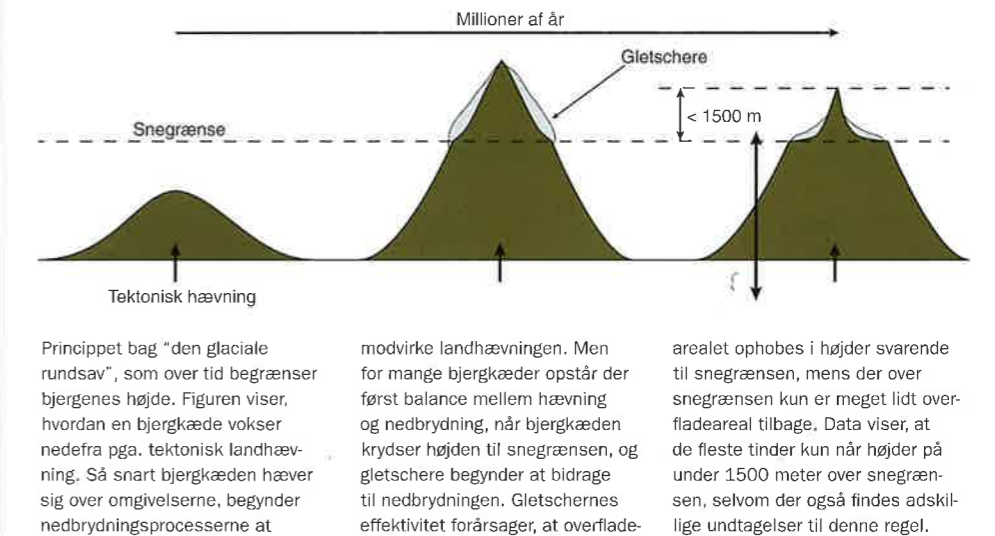 Millioner af år
Gletschere
< 1500 m
Snegrænse
Tektonisk hævning
Princippet bag "den glaciale
rundsav", som over tid begrænser
bjergenes højde. Figuren viser,
hvordan en bjergkæde vokser
nedefra pga. tektonisk landhæv-
ning. Så snart bjergkæden hæver
sig over omgivelserne, begynder
nedbrydningsprocesserne at
modvirke landhævningen. Men
for mange bjergkæder opstår der
først balance mellem hævning
og nedbrydning, når bjergkæden
krydser højden til snegrænsen, og
gletschere begynder at bidrage
til nedbrydningen. Gletschernes
effektivitet forårsager, at overflade-
arealet ophobes i højder svarende
til snegrænsen, mens der over
snegrænsen kun er meget lidt over-
fladeareal tilbage. Data viser, at
de fleste tinder kun når højder på
under 1500 meter over snegræn-
sen, selvom der også findes adskil-
lige undtagelser til denne regel.